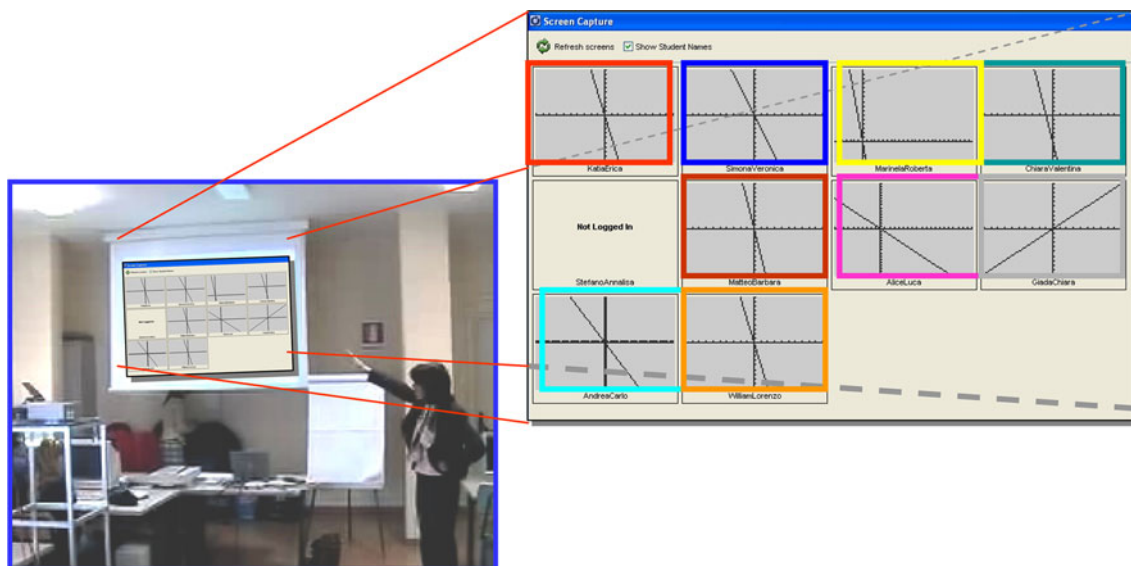 Screen Capture
Refresh screens Show Student Names
KatiaErica SimonaVeronica MarinelaRoberta ChiaraValentina
Not Logged In
StefanoAnnalisa MatteoBarbara AliceLuca GiadaChiara
AndreaCarlo WilliamLorenzo